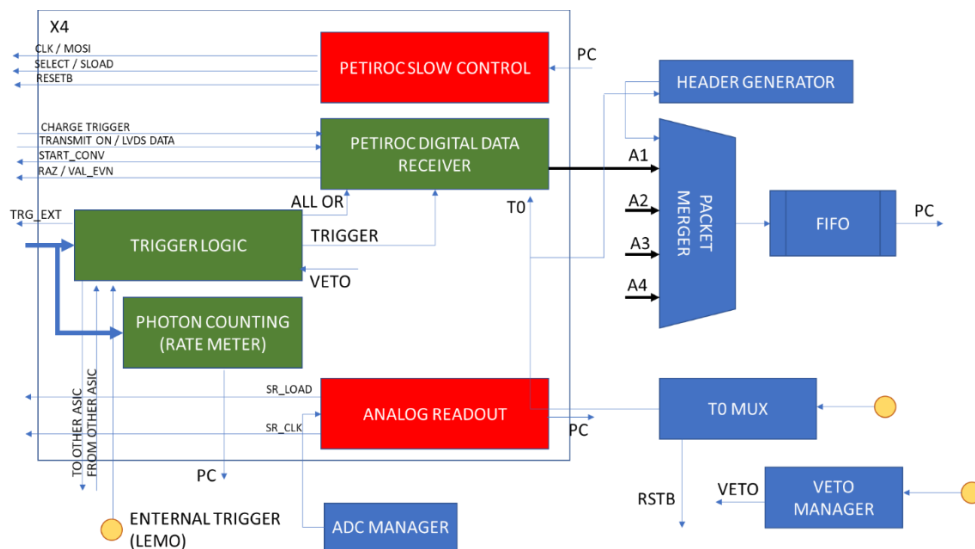 X4
CLK / MOSI
SELECT / SLOAD
RESETB
PETIROC SLOW CONTROL
PC
HEADER GENERATOR
CHARGE TRIGGER
TRANSMIT ON / LVDS DATA
START_CONV
RAZ / VAL_EVN
PETIROC DIGITAL DATA
RECEIVER
A1
A2
A3
A4
PACKET
MERGER
FIFO
PC
TRG_EXT
ALL OR
T0
TRIGGER LOGIC
TRIGGER
VETO
PHOTON COUNTING
(RATE METER)
SR_LOAD
SR_CLK
ANALOG READOUT
PC
T0 MUX
TO OTHER ASIC
FROM OTHER ASIC
PC
RSTB
VETO
VETO
MANAGER
ENTERNAL TRIGGER
(LEMO)
ADC MANAGER